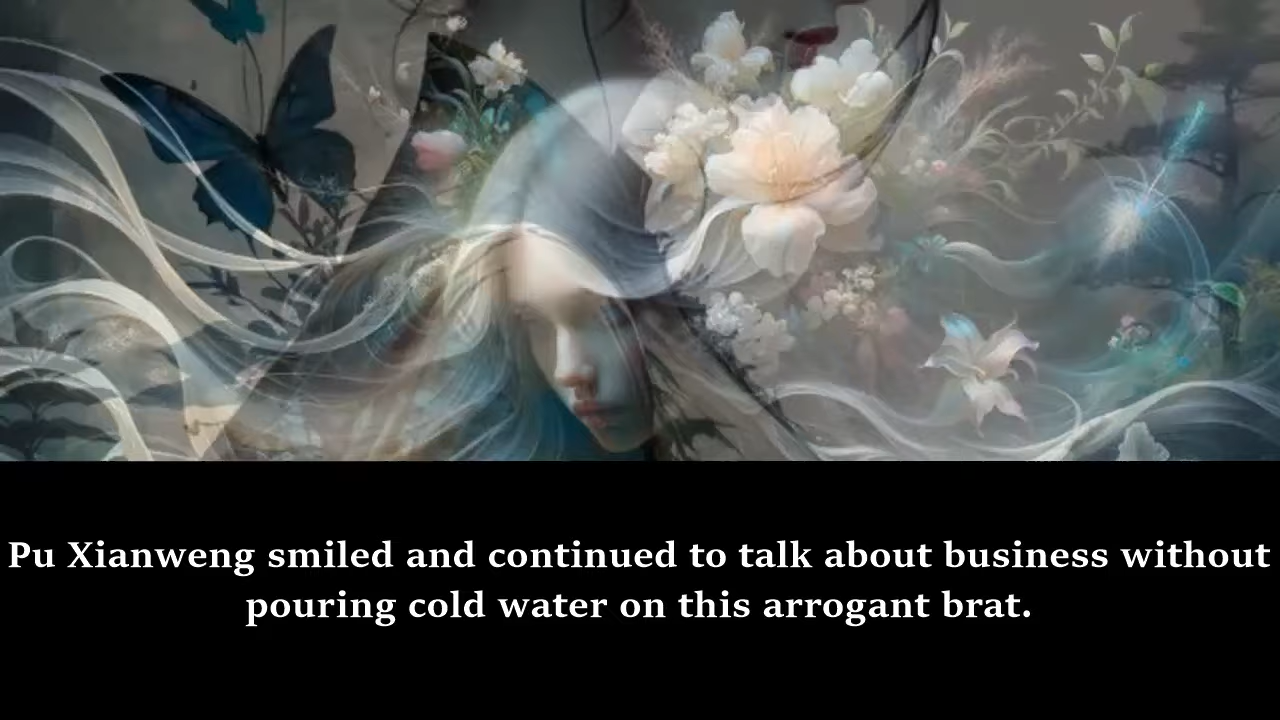 Pu Xianweng smiled and continued to talk about business without
pouring cold water on this arrogant brat.